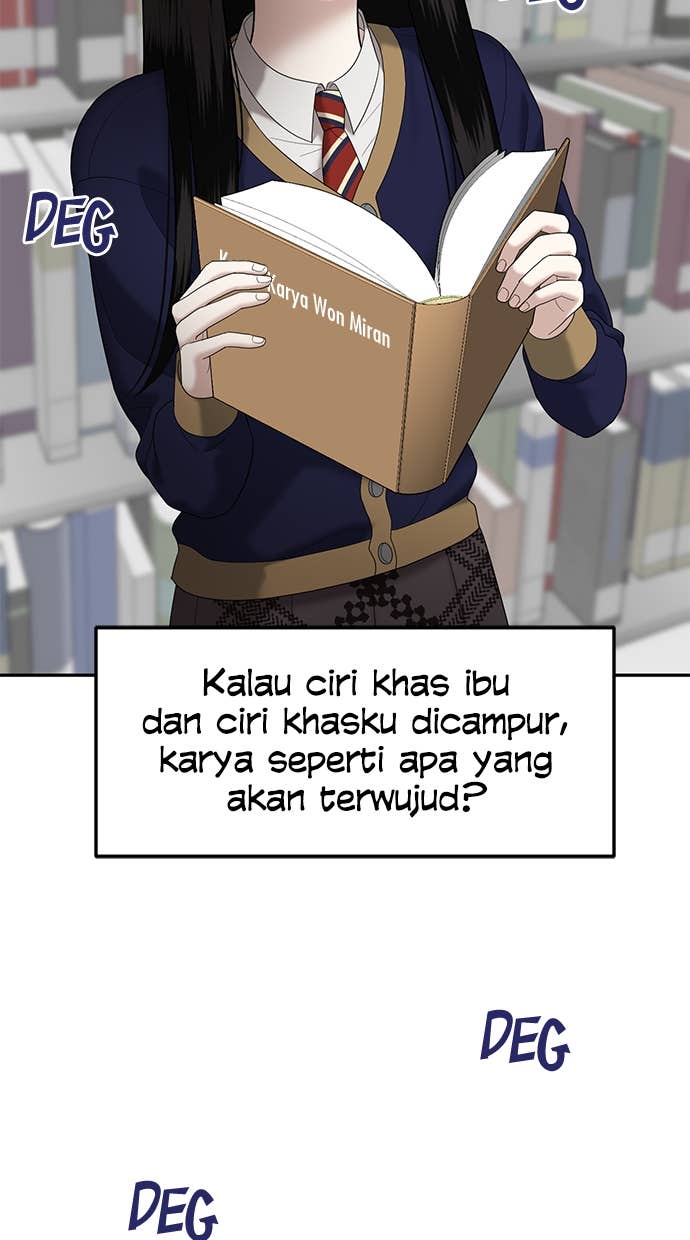 DEG
Karya Won Miran
Kalau ciri khas ibu
dan ciri khasku dicampur,
karya seperti apa yang
akan terwujud?
DEG
DEG